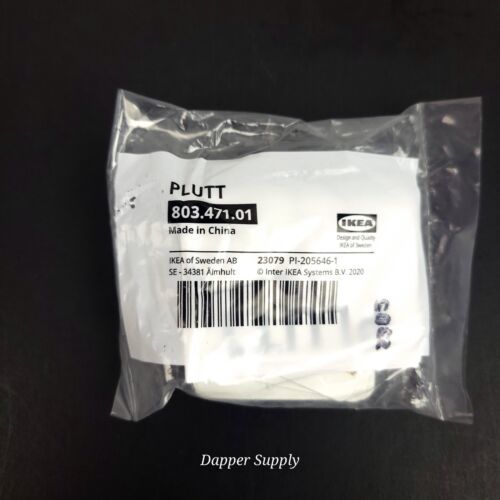 PLUTT
803.471.01
Made in China
IKEA
Design and Quality
IKEA of Sweden
IKEA of Sweden AB 23079 PI-205646-1
SE - 34381 Älmhult © Inter IKEA Systems B.V. 2020
Dapper Supply